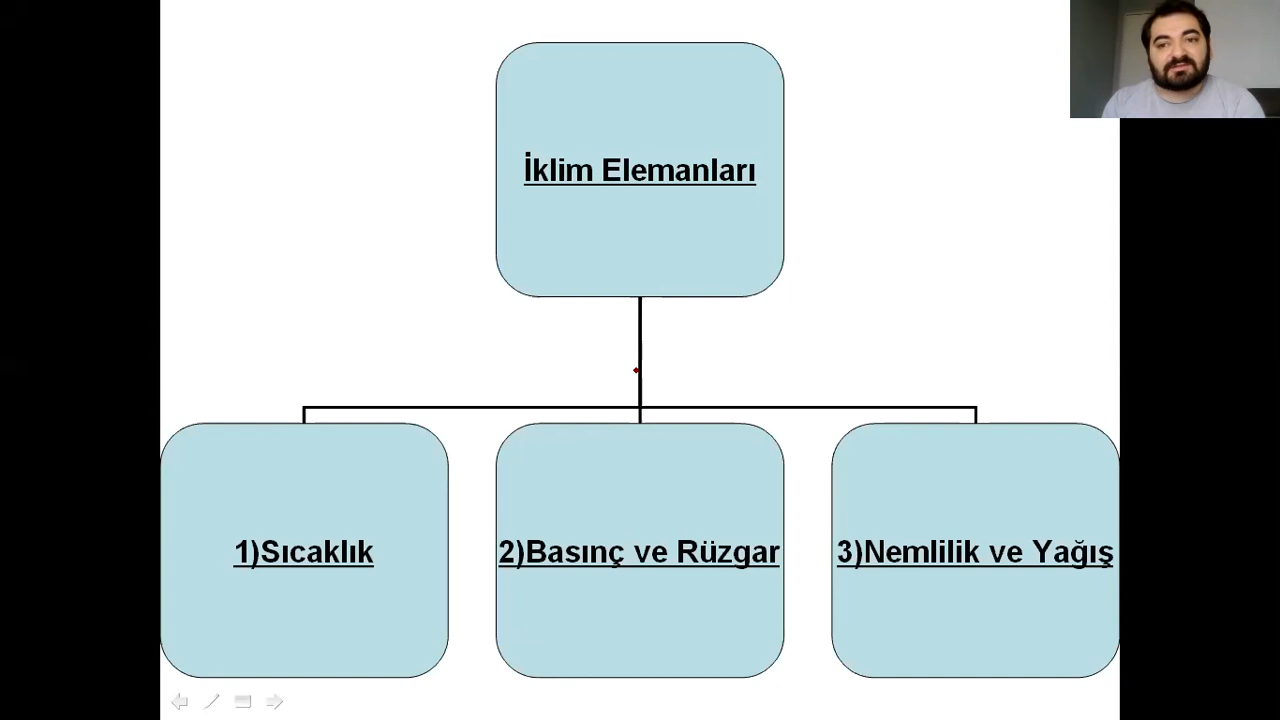 İklim Elemanları
1)Sıcaklık
2)Basınç ve Rüzgar
3)Nemlilik ve Yağış